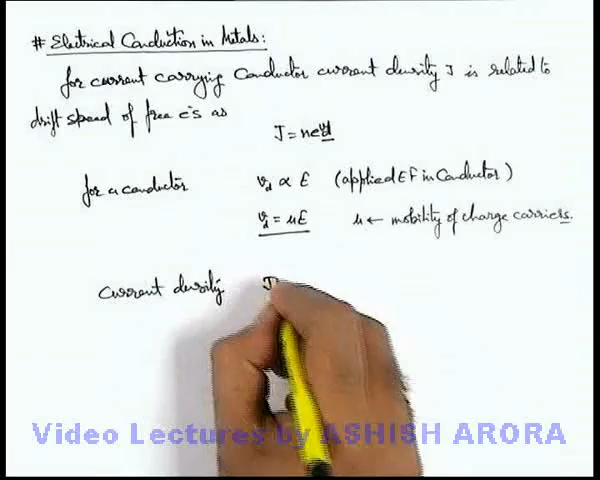 # Electrical Conduction in Metals:
for current carrying Conductor current density J is related to
drift speed of free e⁻s as
J = nevd
for a conductor vd ∝ E (applied EF in Conductor)
vd = μE μ ← mobility of charge carriers.
current density J
Video Lectures by ASHISH ARORA